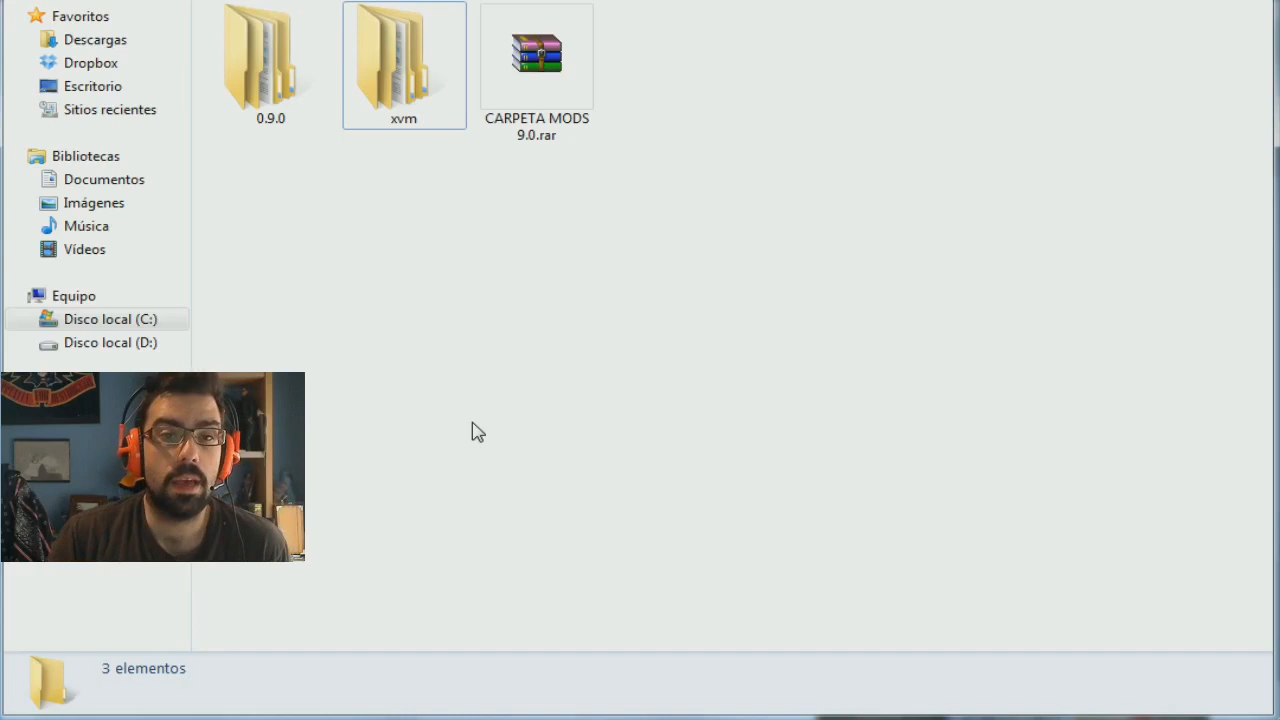 Favoritos
Descargas
Dropbox
Escritorio
Sitios recientes
Bibliotecas
Documentos
Imágenes
Música
Vídeos
Equipo
Disco local (C:)
Disco local (D:)
0.9.0
xvm
CARPETA MODS
9.0.rar
3 elementos